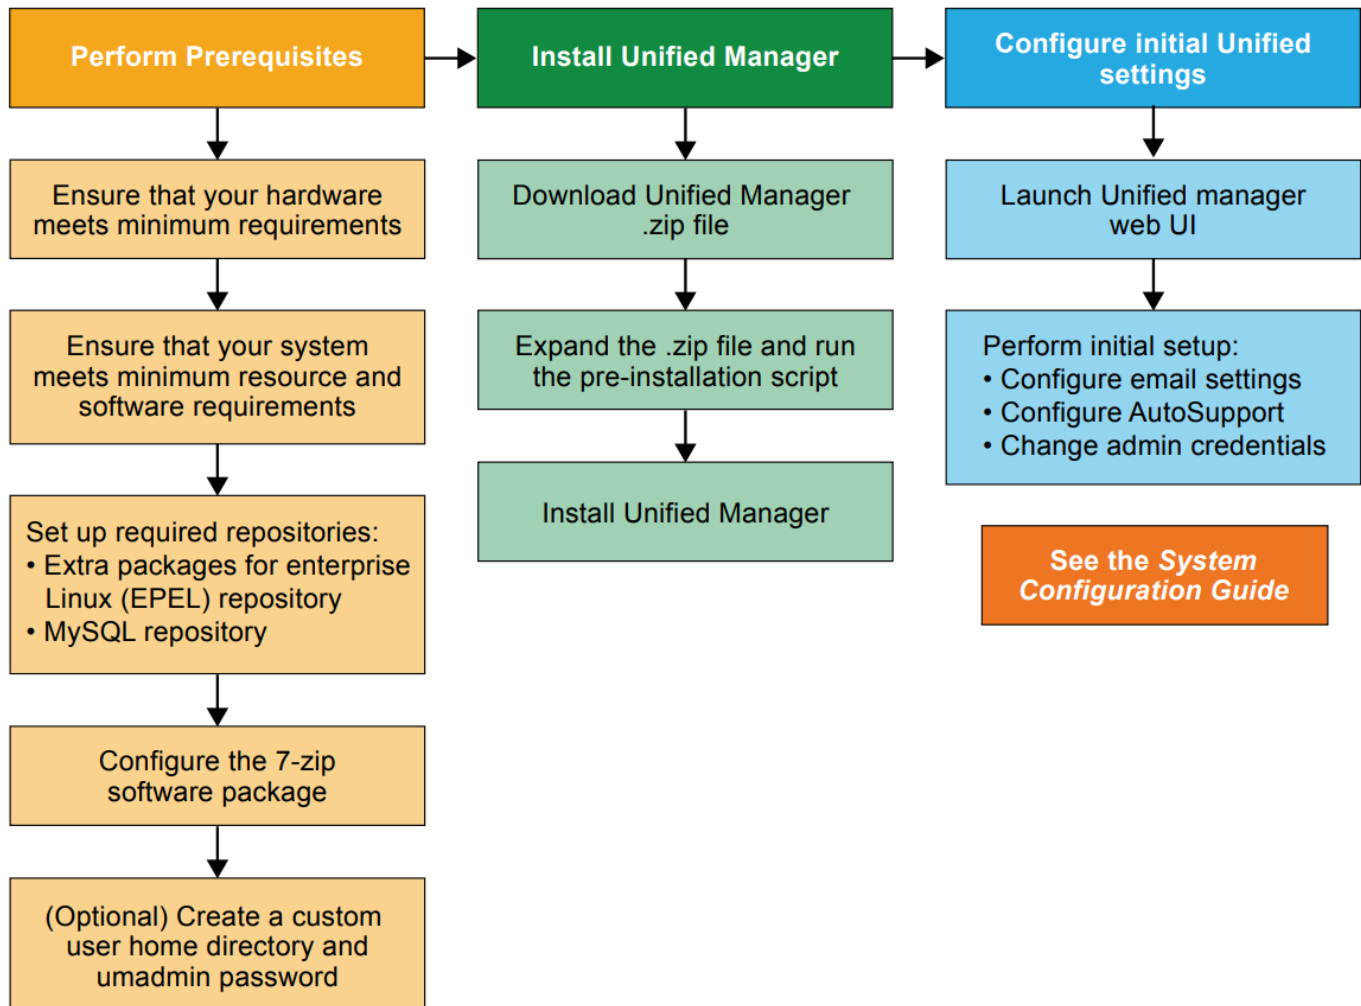 Perform Prerequisites
Ensure that your hardware
meets minimum requirements
Ensure that your system
meets minimum resource and
software requirements
Set up required repositories:
• Extra packages for enterprise
Linux (EPEL) repository
• MySQL repository
Configure the 7-zip
software package
(Optional) Create a custom
user home directory and
umadmin password
Install Unified Manager
Download Unified Manager
.zip file
Expand the .zip file and run
the pre-installation script
Install Unified Manager
Configure initial Unified
settings
Launch Unified manager
web UI
Perform initial setup:
• Configure email settings
• Configure AutoSupport
• Change admin credentials
See the System
Configuration Guide